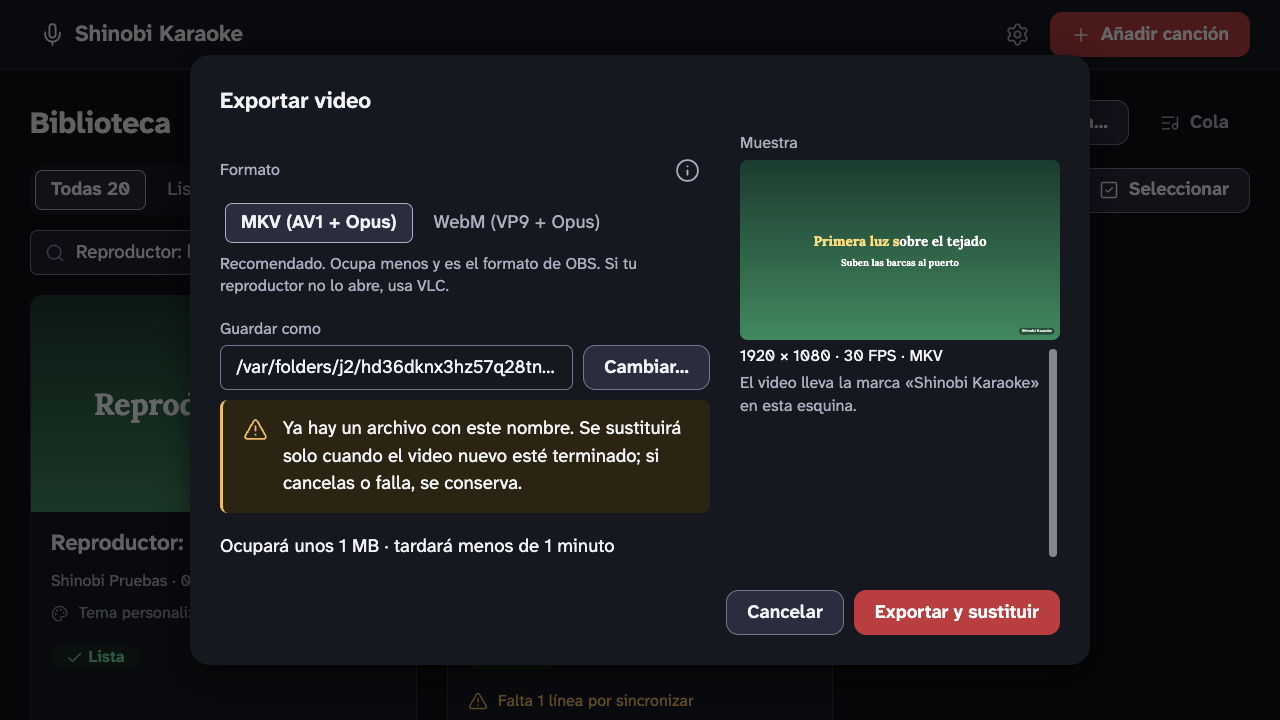 Shinobi Karaoke
Añadir canción
Exportar video
Biblioteca
Cola
Muestra
Formato
Todas 20
Seleccionar
MKV (AV1 + Opus)
WebM (VP9 + Opus)
Primera luz sobre el tejado
Suben las barcas al puerto
Shinobi Karaoke
Reproductor:
Recomendado. Ocupa menos y es el formato de OBS. Si tu
reproductor no lo abre, usa VLC.
Guardar como
/var/folders/j2/hd36dknx3hz57q28tn...
Cambiar...
1920 × 1080 · 30 FPS · MKV
El video lleva la marca «Shinobi Karaoke»
en esta esquina.
Ya hay un archivo con este nombre. Se sustituirá
solo cuando el video nuevo esté terminado; si
cancelas o falla, se conserva.
Reproductor:
Ocupará unos 1 MB · tardará menos de 1 minuto
Shinobi Pruebas ·
Tema
Cancelar
Exportar y sustituir
Lista
Falta 1 línea por sincronizar